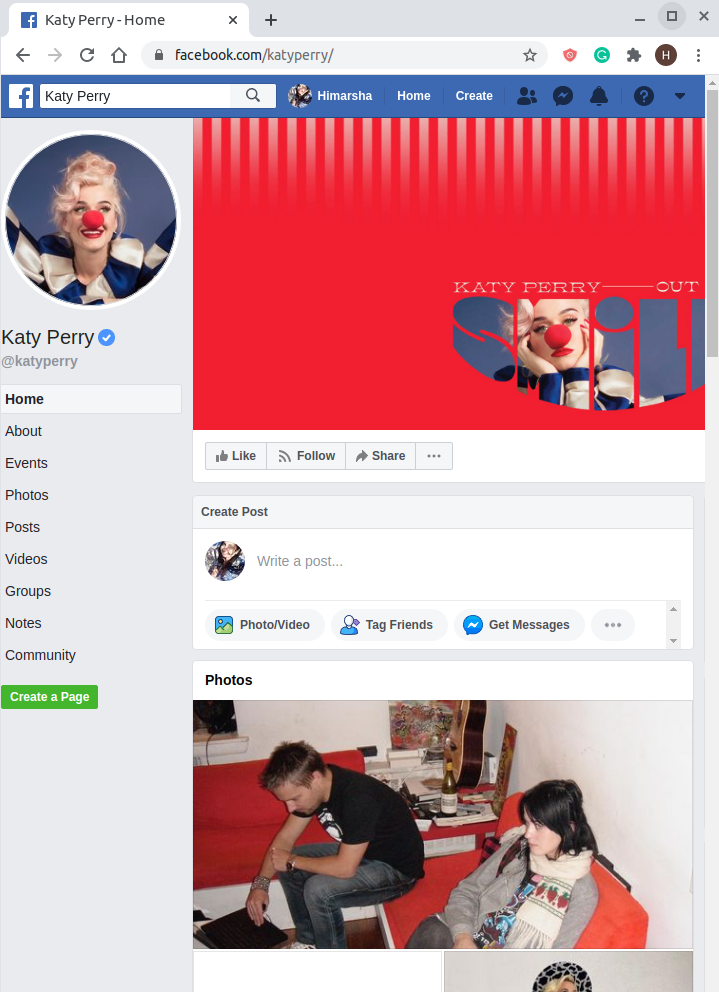 Katy Perry - Home
facebook.com/katyperry/
H
Katy Perry
Himarsha
Home
Create
KATY PERRY OUT
SMIL
Katy Perry
@katyperry
Home
About
Events
Photos
Posts
Videos
Groups
Notes
Community
Create a Page
Like
Follow
Share
Create Post
Write a post...
Photo/Video
Tag Friends
Get Messages
Photos